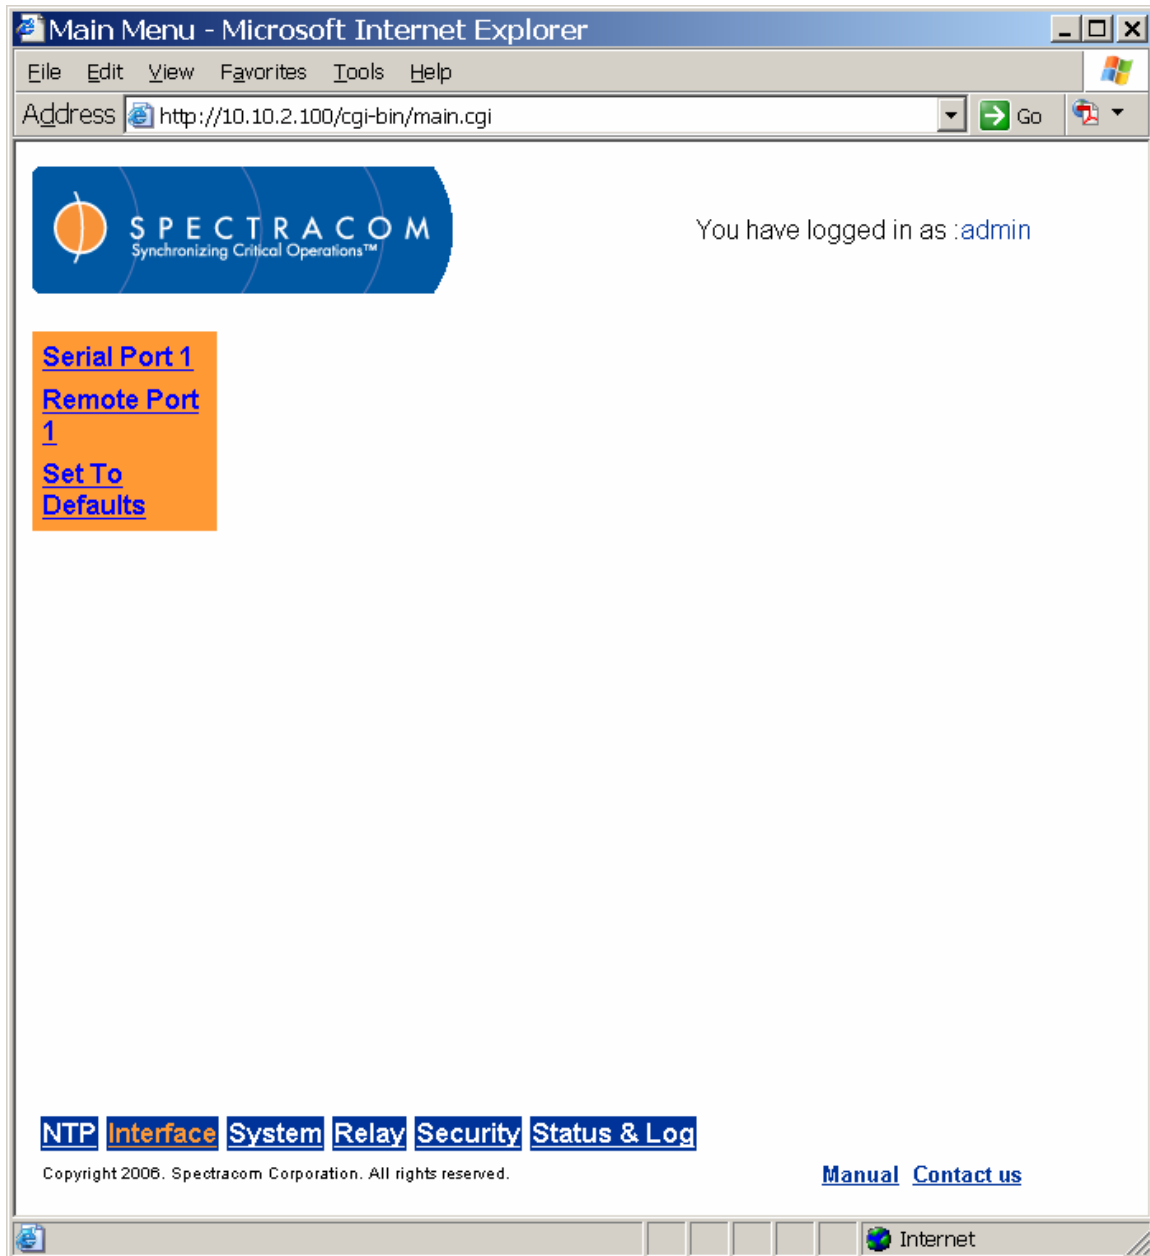 Main Menu - Microsoft Internet Explorer
File Edit View Favorites Tools Help
Address http://10.10.2.100/cgi-bin/main.cgi Go
SPECTRACOM
Synchronizing Critical Operations™
You have logged in as :admin
Serial Port 1
Remote Port
1
Set To
Defaults
NTP Interface System Relay Security Status & Log
Copyright 2006. Spectracom Corporation. All rights reserved.
Manual Contact us
Internet